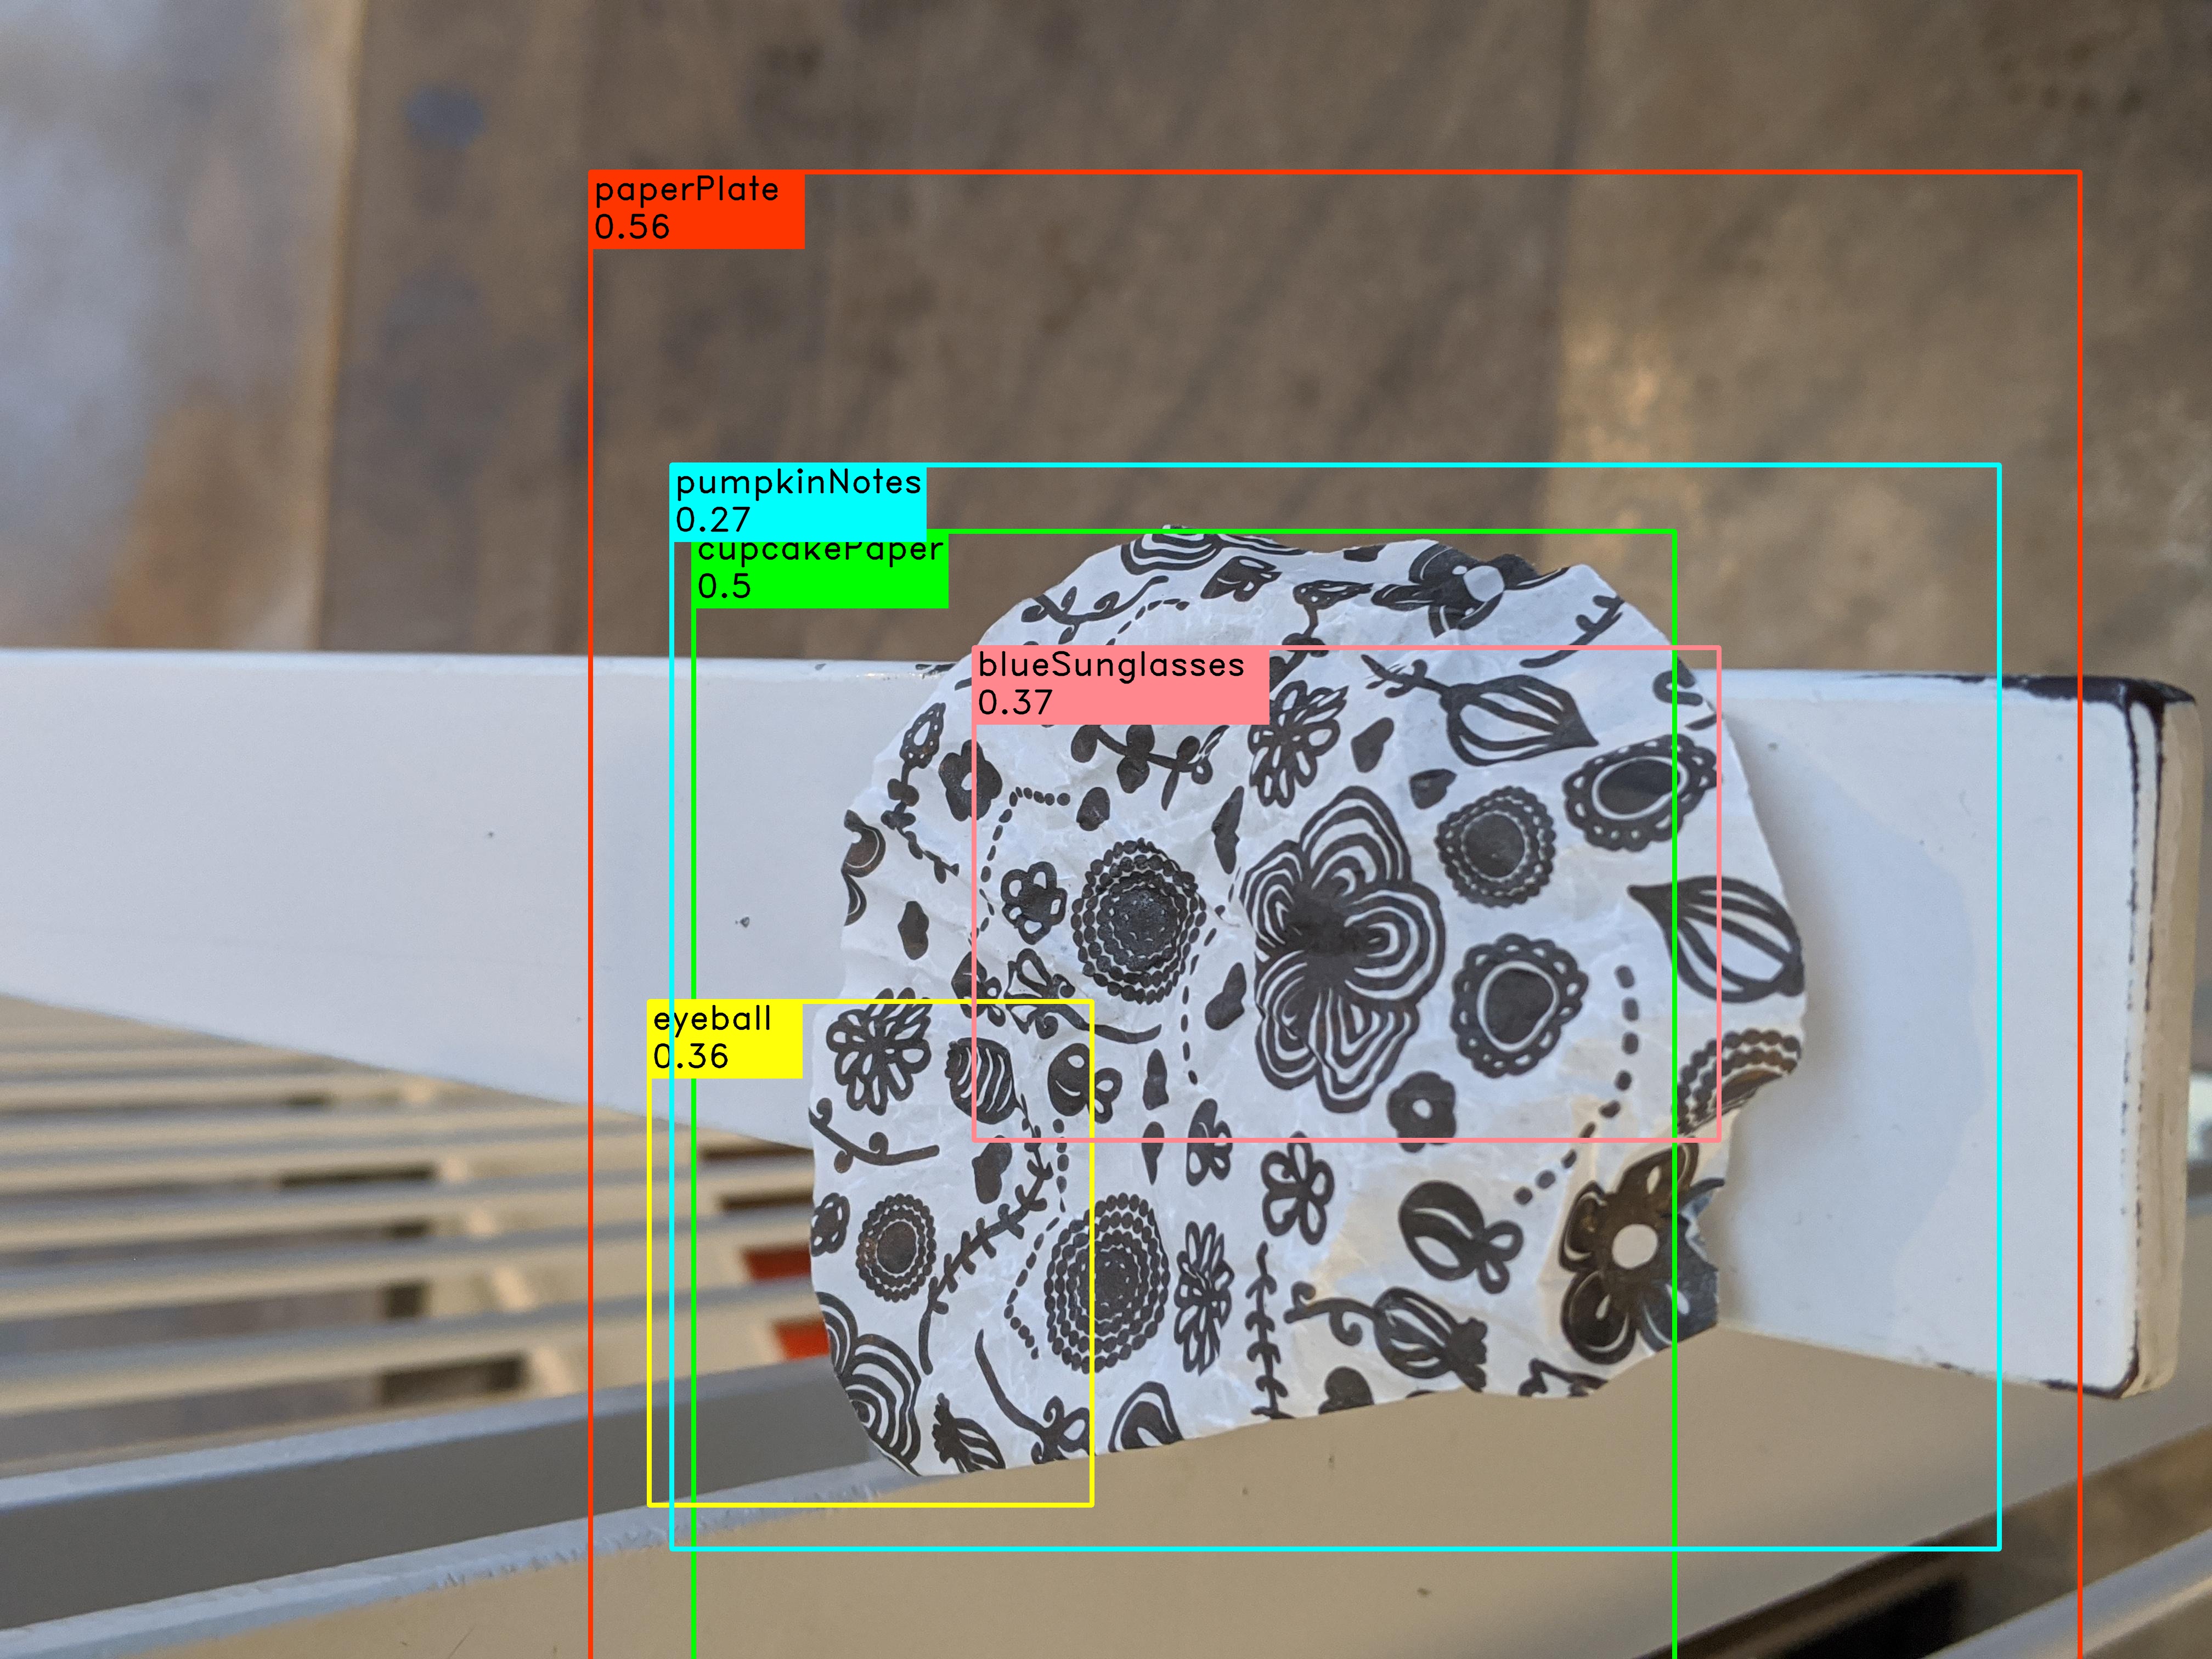 paperPlate
0.56
pumpkinNotes
0.27
cupcakePaper
0.5
blueSunglasses
0.37
eyeball
0.36